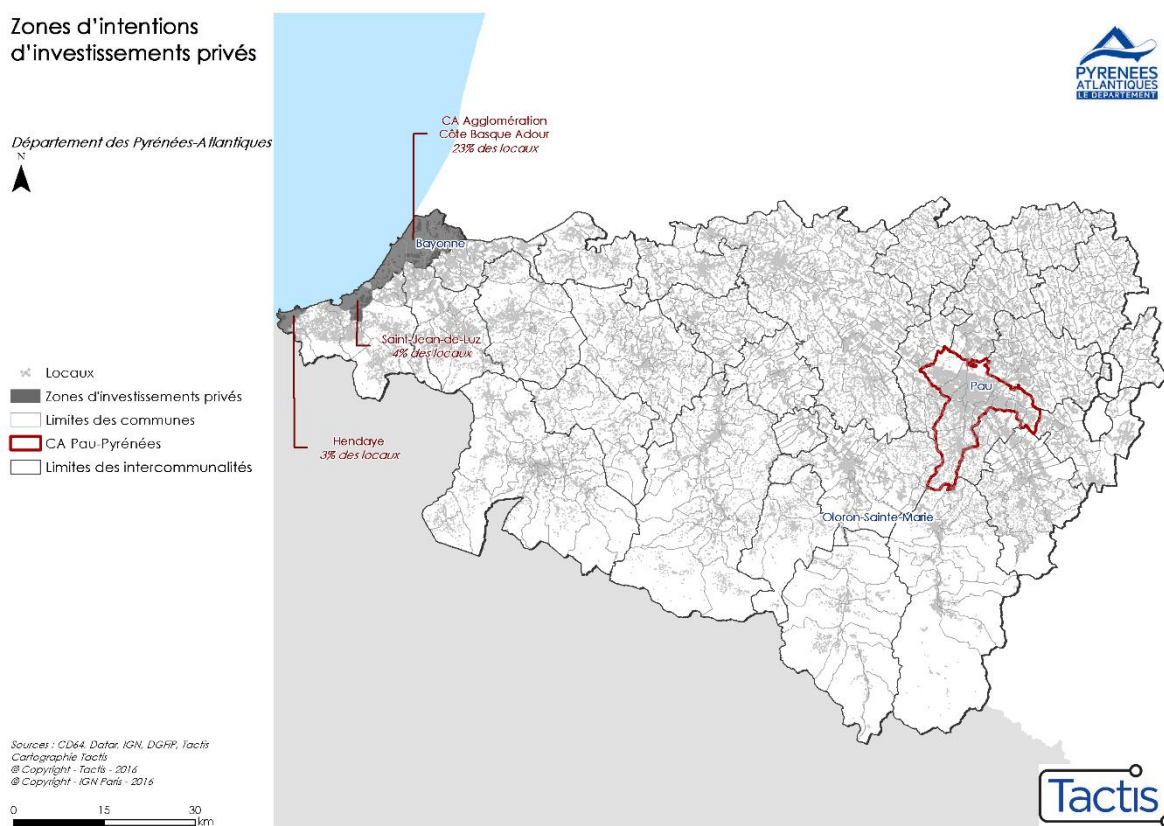 Zones d'intentions
d'investissements privés
Département des Pyrénées-Atlantiques
N
PYRENEES
ATLANTIQUES
LE DEPARTEMENT
CA Agglomération
Côte Basque Adour
23% des locaux
Bayonne
Saint-Jean-de-Luz
4% des locaux
Hendaye
3% des locaux
Pau
Oloron-Sainte-Marie
Locaux
Zones d'investissements privés
Limites des communes
CA Pau-Pyrénées
Limites des intercommunalités
Sources : CD64, Datar, IGN, DGFiP, Tactis
Cartographie Tactis
@ Copyright - Tactis - 2016
@ Copyright - IGN Paris - 2016
0 15 30
km
Tactis